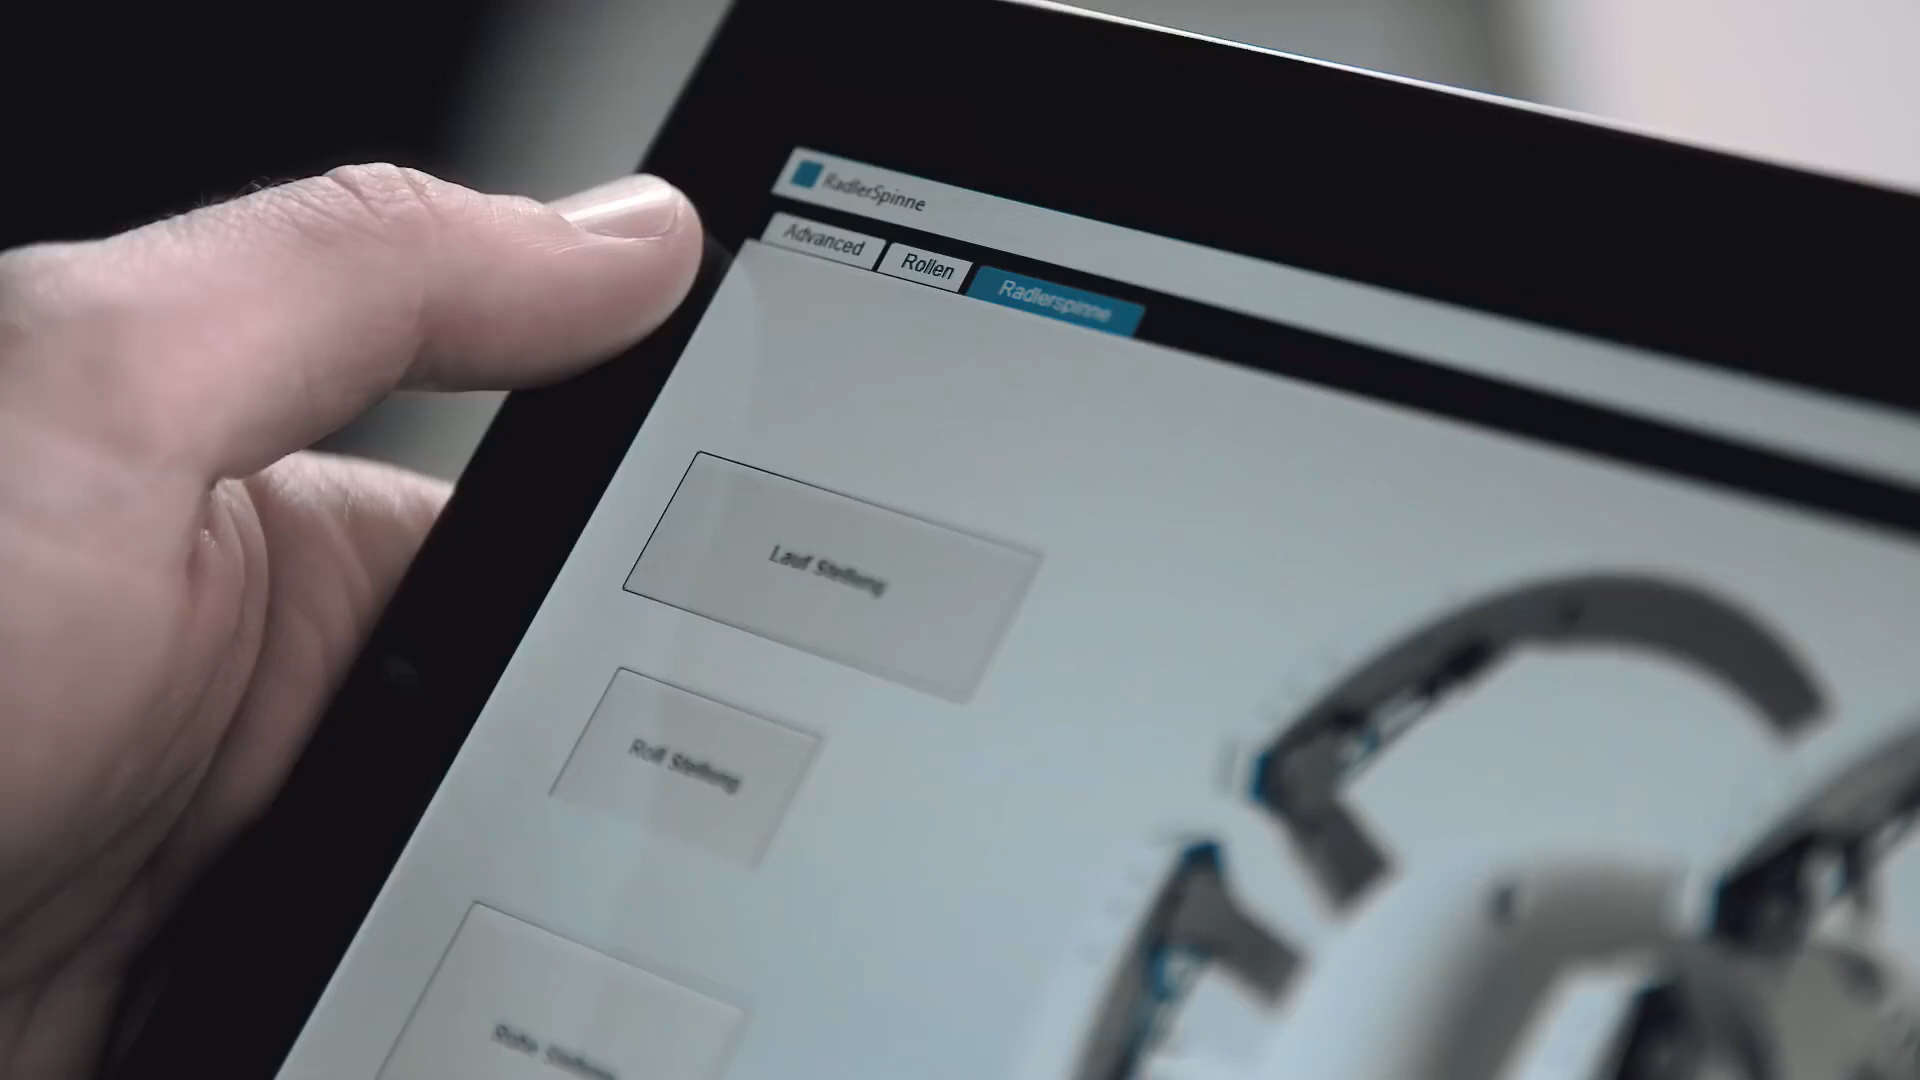 RadlerSpinne
Advanced
Rollen
Radlerspinne
Lauf Stellung
Roll Stellung